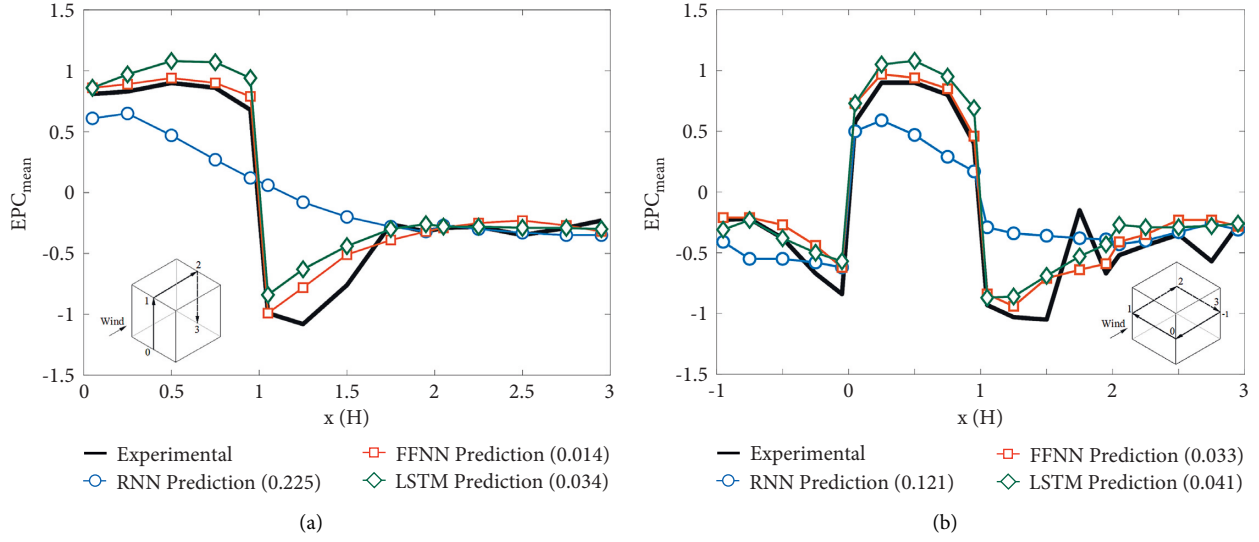 1.5
1
0.5
0
-0.5
-1
-1.5
EPCmean
0 0.5 1 1.5 2 2.5 3
x (H)
2
1
Wind
3
0
Experimental
RNN Prediction (0.225)
FFNN Prediction (0.014)
LSTM Prediction (0.034)
(a)
1.5
1
0.5
0
-0.5
-1
-1.5
EPCmean
-1 0 1 2 3
x (H)
2
1
3
-1
Wind
0
Experimental
RNN Prediction (0.121)
FFNN Prediction (0.033)
LSTM Prediction (0.041)
(b)